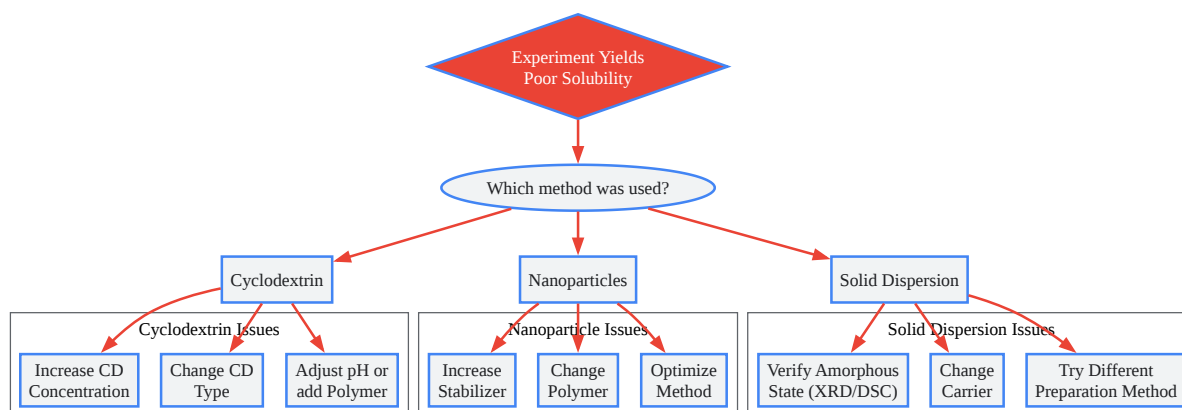 Experiment Yields
Poor Solubility
Which method was used?
Cyclodextrin
Nanoparticles
Solid Dispersion
Cyclodextrin Issues
Nanoparticle Issues
Solid Dispersion Issues
Increase CD
Concentration
Change CD
Type
Adjust pH or
add Polymer
Increase
Stabilizer
Change
Polymer
Optimize
Method
Verify Amorphous
State (XRD/DSC)
Change
Carrier
Try Different
Preparation Method